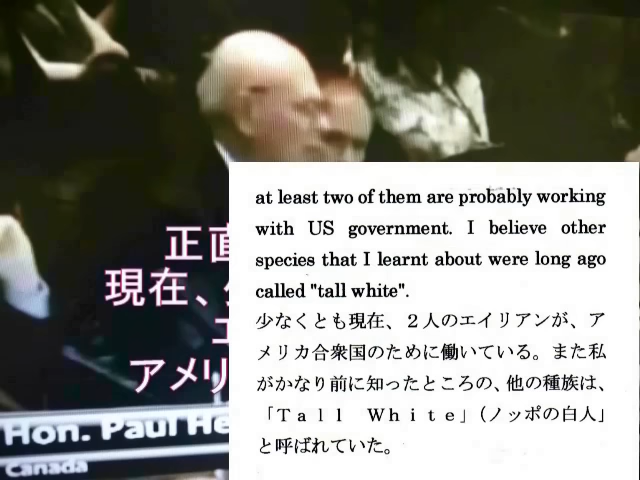 正直
現在、
アメリ
Hon. Paul He
Canada
at least two of them are probably working
with US government. I believe other
species that I learnt about were long ago
called "tall white".
少なくとも現在、２人のエイリアンが、ア
メリカ合衆国のために働いている。また私
がかなり前に知ったところの、他の種族は、
「Ｔａｌｌ　Ｗｈｉｔｅ」（ノッポの白人」
と呼ばれていた。